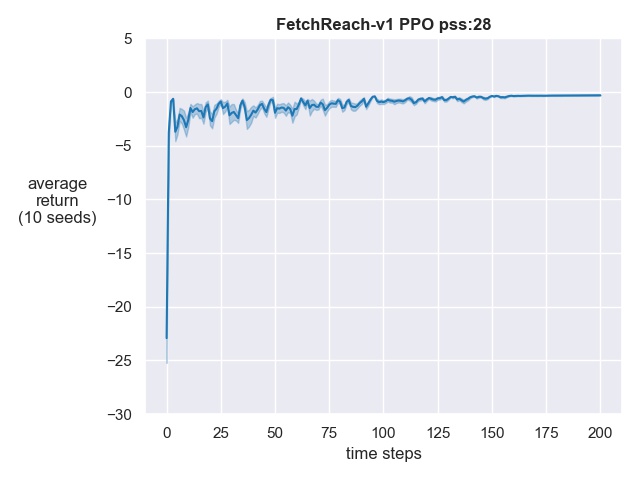 FetchReach-v1 PPO pss:28
5
0
−5
−10
−15
−20
−25
−30
average
return
(10 seeds)
0 25 50 75 100 125 150 175 200
time steps